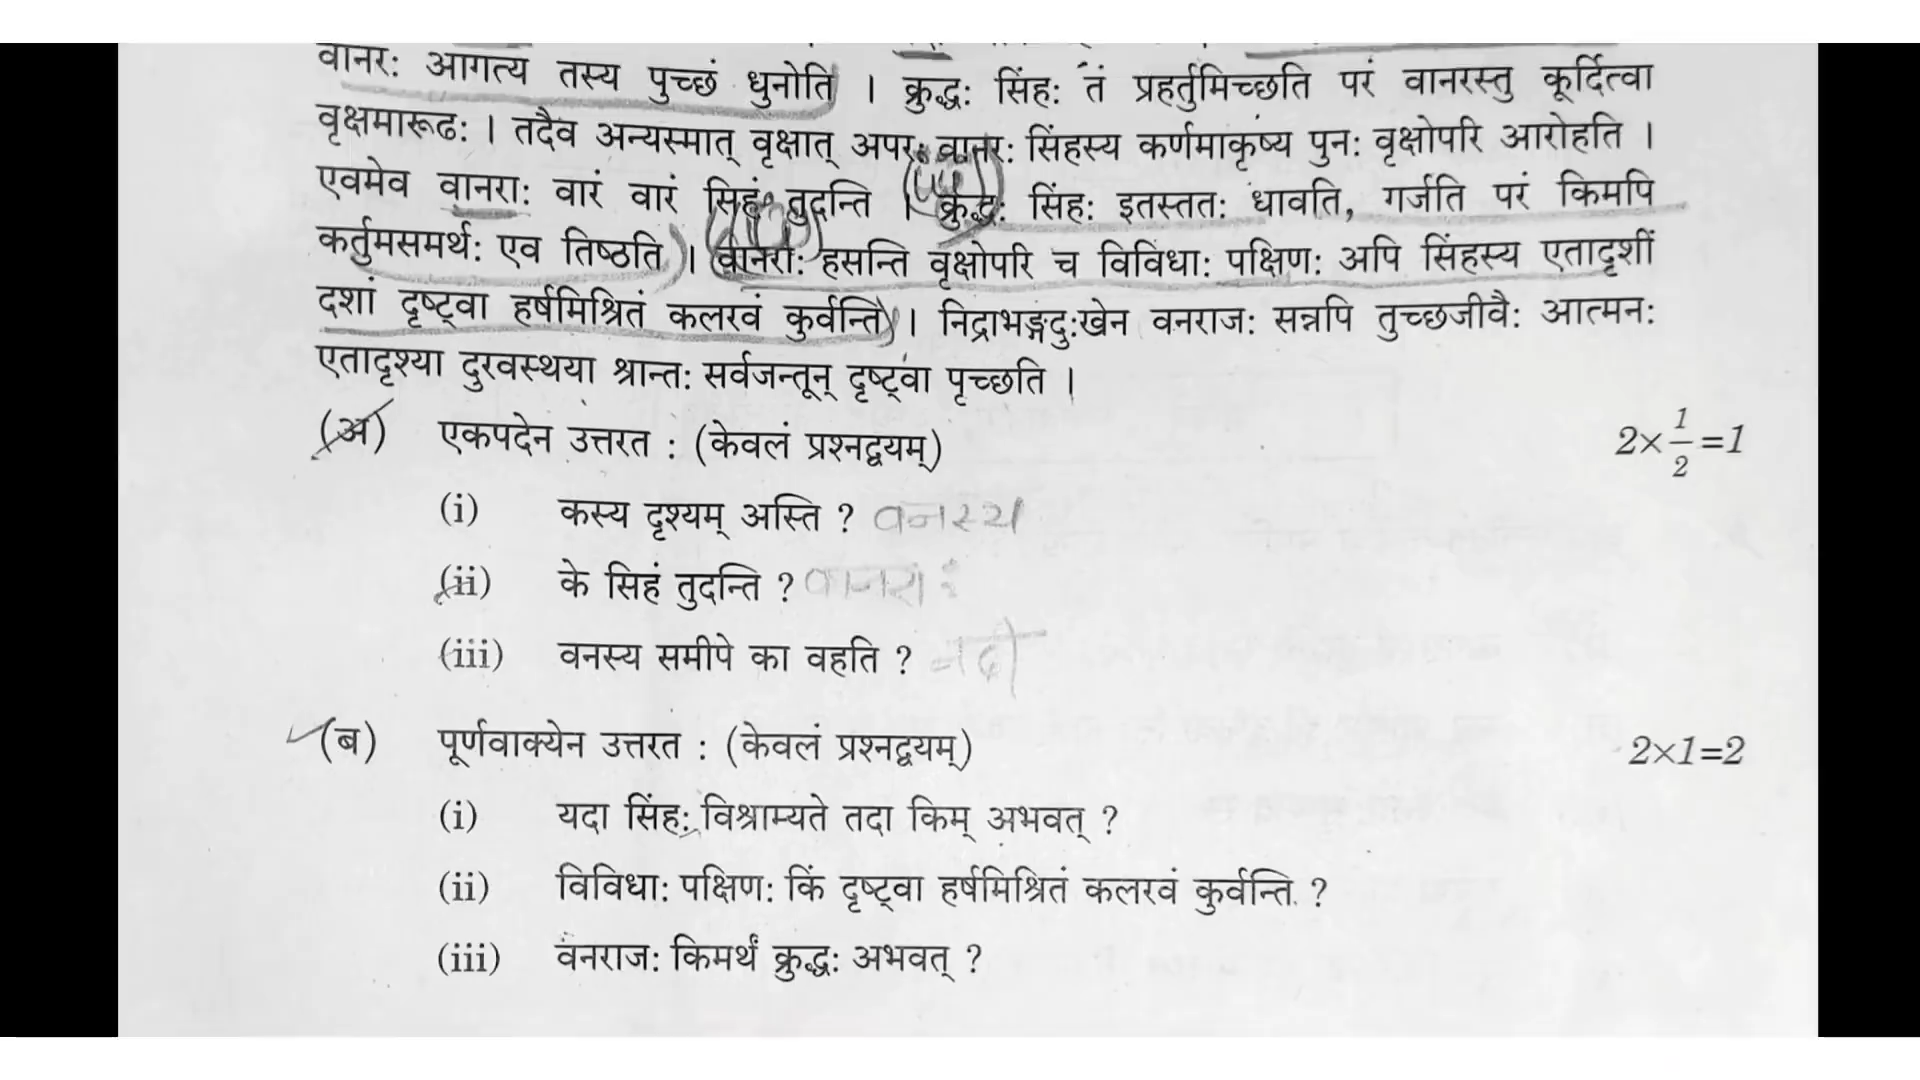 वानरः आगत्य तस्य पुच्छं धुनोति । क्रुद्धः सिंहः तं प्रहर्तुमिच्छति परं वानरस्तु कूर्दित्वा
वृक्षमारूढः । तदैव अन्यस्मात् वृक्षात् अपरः वानरः सिंहस्य कर्णमाकृष्य पुनः वृक्षोपरि आरोहति ।
एवमेव वानराः वारं वारं सिहं तुदन्ति । क्रुद्धः सिंहः इतस्ततः धावति, गर्जति परं किमपि
कर्तुमसमर्थः एव तिष्ठति । वानराः हसन्ति वृक्षोपरि च विविधाः पक्षिणः अपि सिंहस्य एतादृशीं
दशां दृष्ट्वा हर्षमिश्रितं कलरवं कुर्वन्ति । निद्राभङ्गदुःखेन वनराजः सन्नपि तुच्छजीवैः आत्मनः
एतादृश्या दुरवस्थया श्रान्तः सर्वजन्तून् दृष्ट्वा पृच्छति ।
(अ) एकपदेन उत्तरत : (केवलं प्रश्नद्वयम्) 2×1/2=1
(i) कस्य दृश्यम् अस्ति ? वनस्य
(ii) के सिहं तुदन्ति ? वानराः
(iii) वनस्य समीपे का वहति ? नदी
(ब) पूर्णवाक्येन उत्तरत : (केवलं प्रश्नद्वयम्) 2×1=2
(i) यदा सिंहः विश्राम्यते तदा किम् अभवत् ?
(ii) विविधाः पक्षिणः किं दृष्ट्वा हर्षमिश्रितं कलरवं कुर्वन्ति ?
(iii) वनराजः किमर्थं क्रुद्धः अभवत् ?